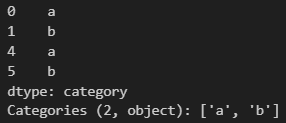 0    a
1    b
4    a
5    b
dtype: category
Categories (2, object): ['a', 'b']